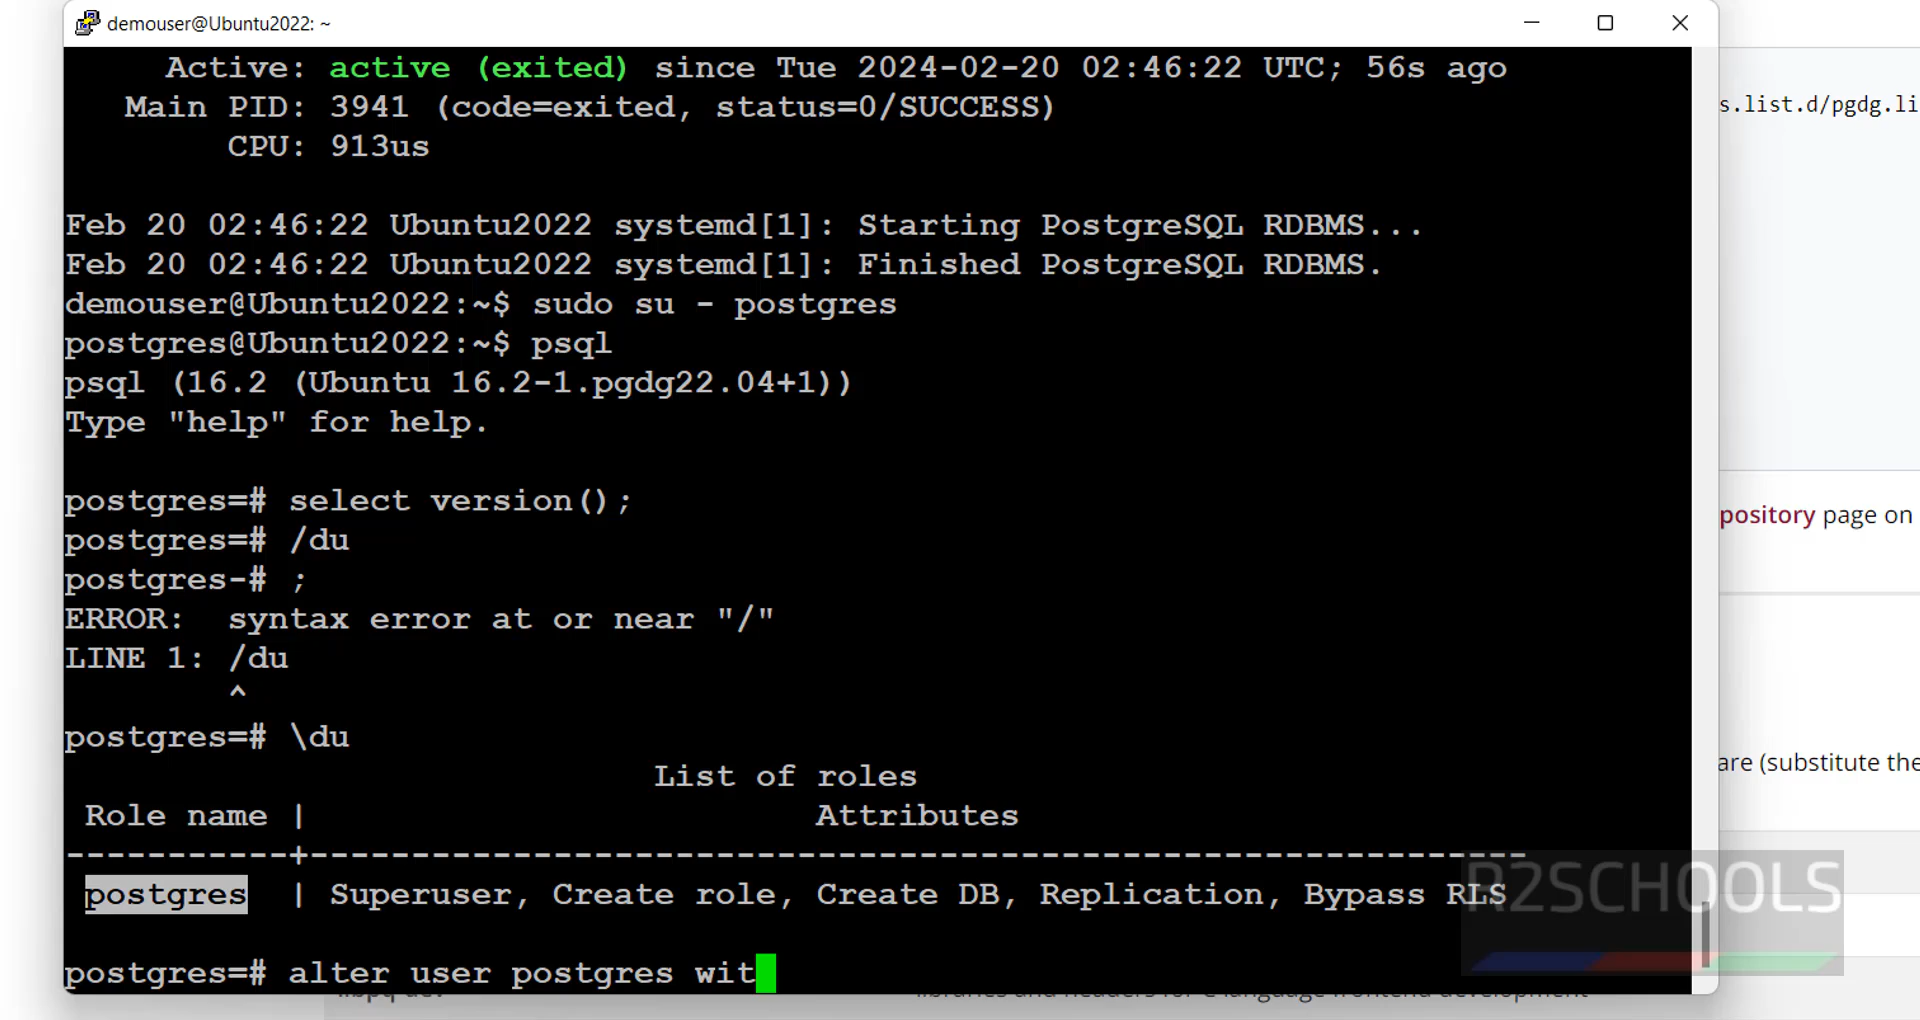 demouser@Ubuntu2022: ~
Active: active (exited) since Tue 2024-02-20 02:46:22 UTC; 56s ago
Main PID: 3941 (code=exited, status=0/SUCCESS)
CPU: 913us
Feb 20 02:46:22 Ubuntu2022 systemd[1]: Starting PostgreSQL RDBMS...
Feb 20 02:46:22 Ubuntu2022 systemd[1]: Finished PostgreSQL RDBMS.
demouser@Ubuntu2022:~$ sudo su - postgres
postgres@Ubuntu2022:~$ psql
psql (16.2 (Ubuntu 16.2-1.pgdg22.04+1))
Type "help" for help.
postgres=# select version();
postgres=# /du
postgres-# ;
ERROR:  syntax error at or near "/"
LINE 1: /du
^
postgres=# \du
List of roles
Role name | Attributes
-----------+------------------------------------------------------------
postgres | Superuser, Create role, Create DB, Replication, Bypass RLS
postgres=# alter user postgres wit
s.list.d/pgdg.li
pository page on
are (substitute the
R2SCHOOLS